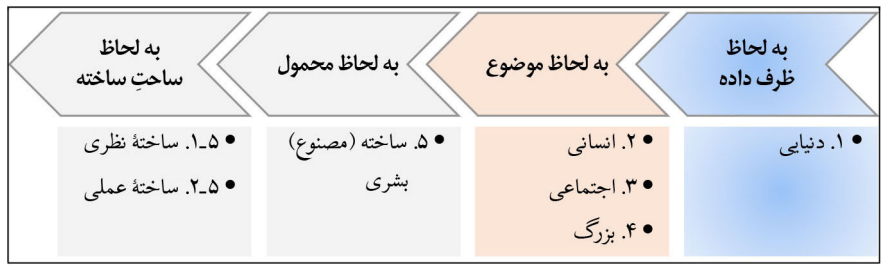 به لحاظ
ظرف داده
به لحاظ موضوع
به لحاظ محمول
به لحاظ
ساحتِ ساخته
● ۱. دنیایی
● ۲. انسانی
● ۳. اجتماعی
● ۴. بزرگ
● ۵. ساخته (مصنوع)
بشری
● ۵ـ۱. ساختهٔ نظری
● ۵ـ۲. ساختهٔ عملی